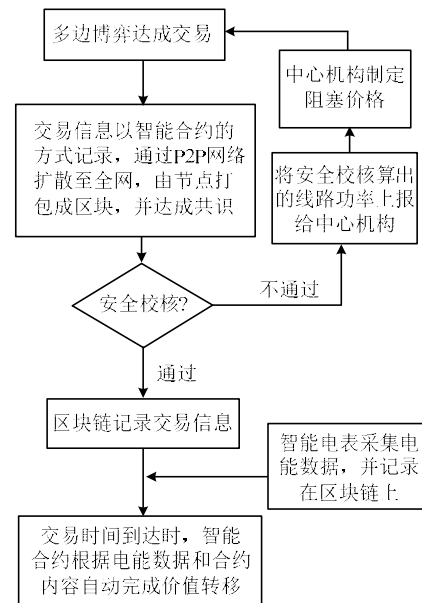 多边博弈达成交易
中心机构制定
阻塞价格
交易信息以智能合约的
方式记录，通过P2P网络
扩散至全网，由节点打
包成区块，并达成共识
将安全校核算出
的线路功率上报
给中心机构
安全校核?
不通过
通过
区块链记录交易信息
智能电表采集电
能数据，并记录
在区块链上
交易时间到达时，智能
合约根据电能数据和合约
内容自动完成价值转移